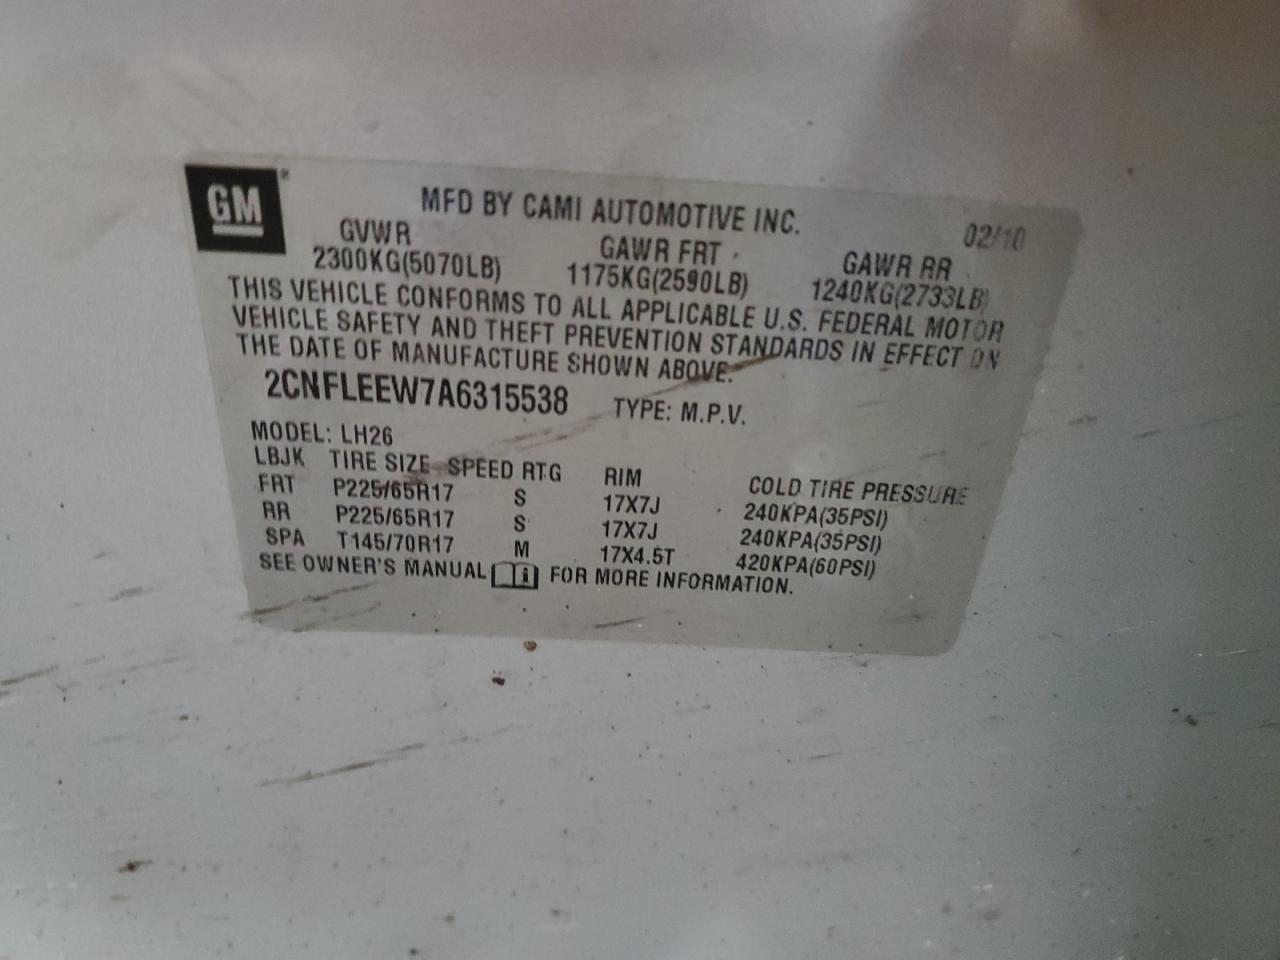 GM®
MFD BY CAMI AUTOMOTIVE INC. 02/10
GVWR GAWR FRT GAWR RR
2300KG(5070LB) 1175KG(2590LB) 1240KG(2733LB)
THIS VEHICLE CONFORMS TO ALL APPLICABLE U.S. FEDERAL MOTOR
VEHICLE SAFETY AND THEFT PREVENTION STANDARDS IN EFFECT ON
THE DATE OF MANUFACTURE SHOWN ABOVE.
2CNFLEEW7A6315538 TYPE: M.P.V.
MODEL: LH26
LBJK TIRE SIZE SPEED RTG RIM COLD TIRE PRESSURE
FRT P225/65R17 S 17X7J 240KPA(35PSI)
RR P225/65R17 S 17X7J 240KPA(35PSI)
SPA T145/70R17 M 17X4.5T 420KPA(60PSI)
SEE OWNER'S MANUAL i FOR MORE INFORMATION.